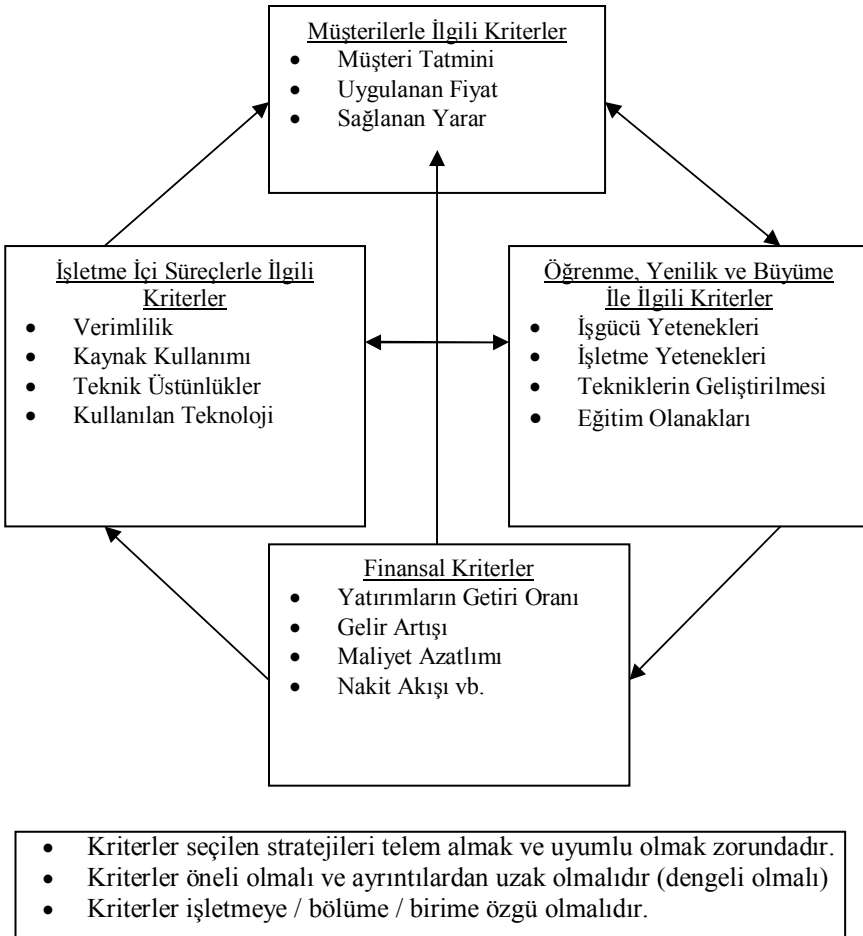 Müşterilerle İlgili Kriterler
• Müşteri Tatmini
• Uygulanan Fiyat
• Sağlanan Yarar
İşletme İçi Süreçlerle İlgili
Kriterler
• Verimlilik
• Kaynak Kullanımı
• Teknik Üstünlükler
• Kullanılan Teknoloji
Öğrenme, Yenilik ve Büyüme
İle İlgili Kriterler
• İşgücü Yetenekleri
• İşletme Yetenekleri
• Tekniklerin Geliştirilmesi
• Eğitim Olanakları
Finansal Kriterler
• Yatırımların Getiri Oranı
• Gelir Artışı
• Maliyet Azatlımı
• Nakit Akışı vb.
• Kriterler seçilen stratejileri telem almak ve uyumlu olmak zorundadır.
• Kriterler öneli olmalı ve ayrıntılardan uzak olmalıdır (dengeli olmalı)
• Kriterler işletmeye / bölüme / birime özgü olmalıdır.